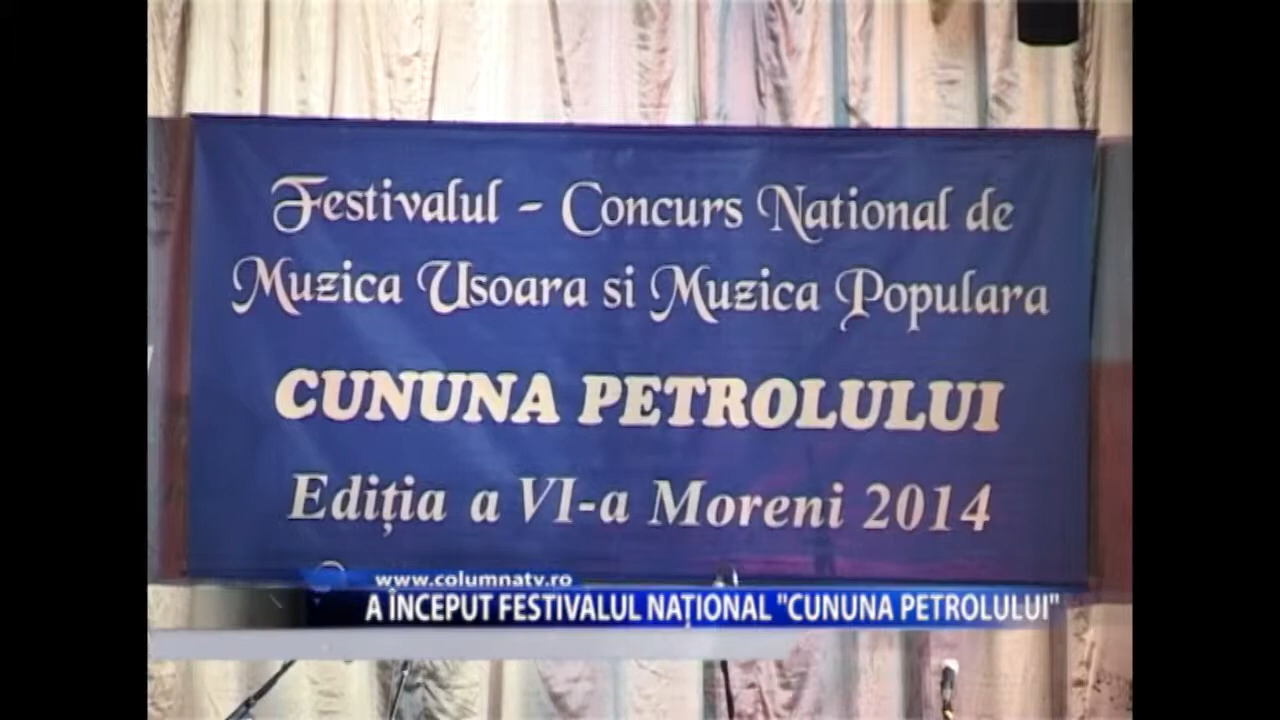 Festivalul - Concurs National de
Muzica Usoara si Muzica Populara
CUNUNA PETROLULUI
Ediția a VI-a Moreni 2014
www.columnatv.ro
A ÎNCEPUT FESTIVALUL NAȚIONAL "CUNUNA PETROLULUI"